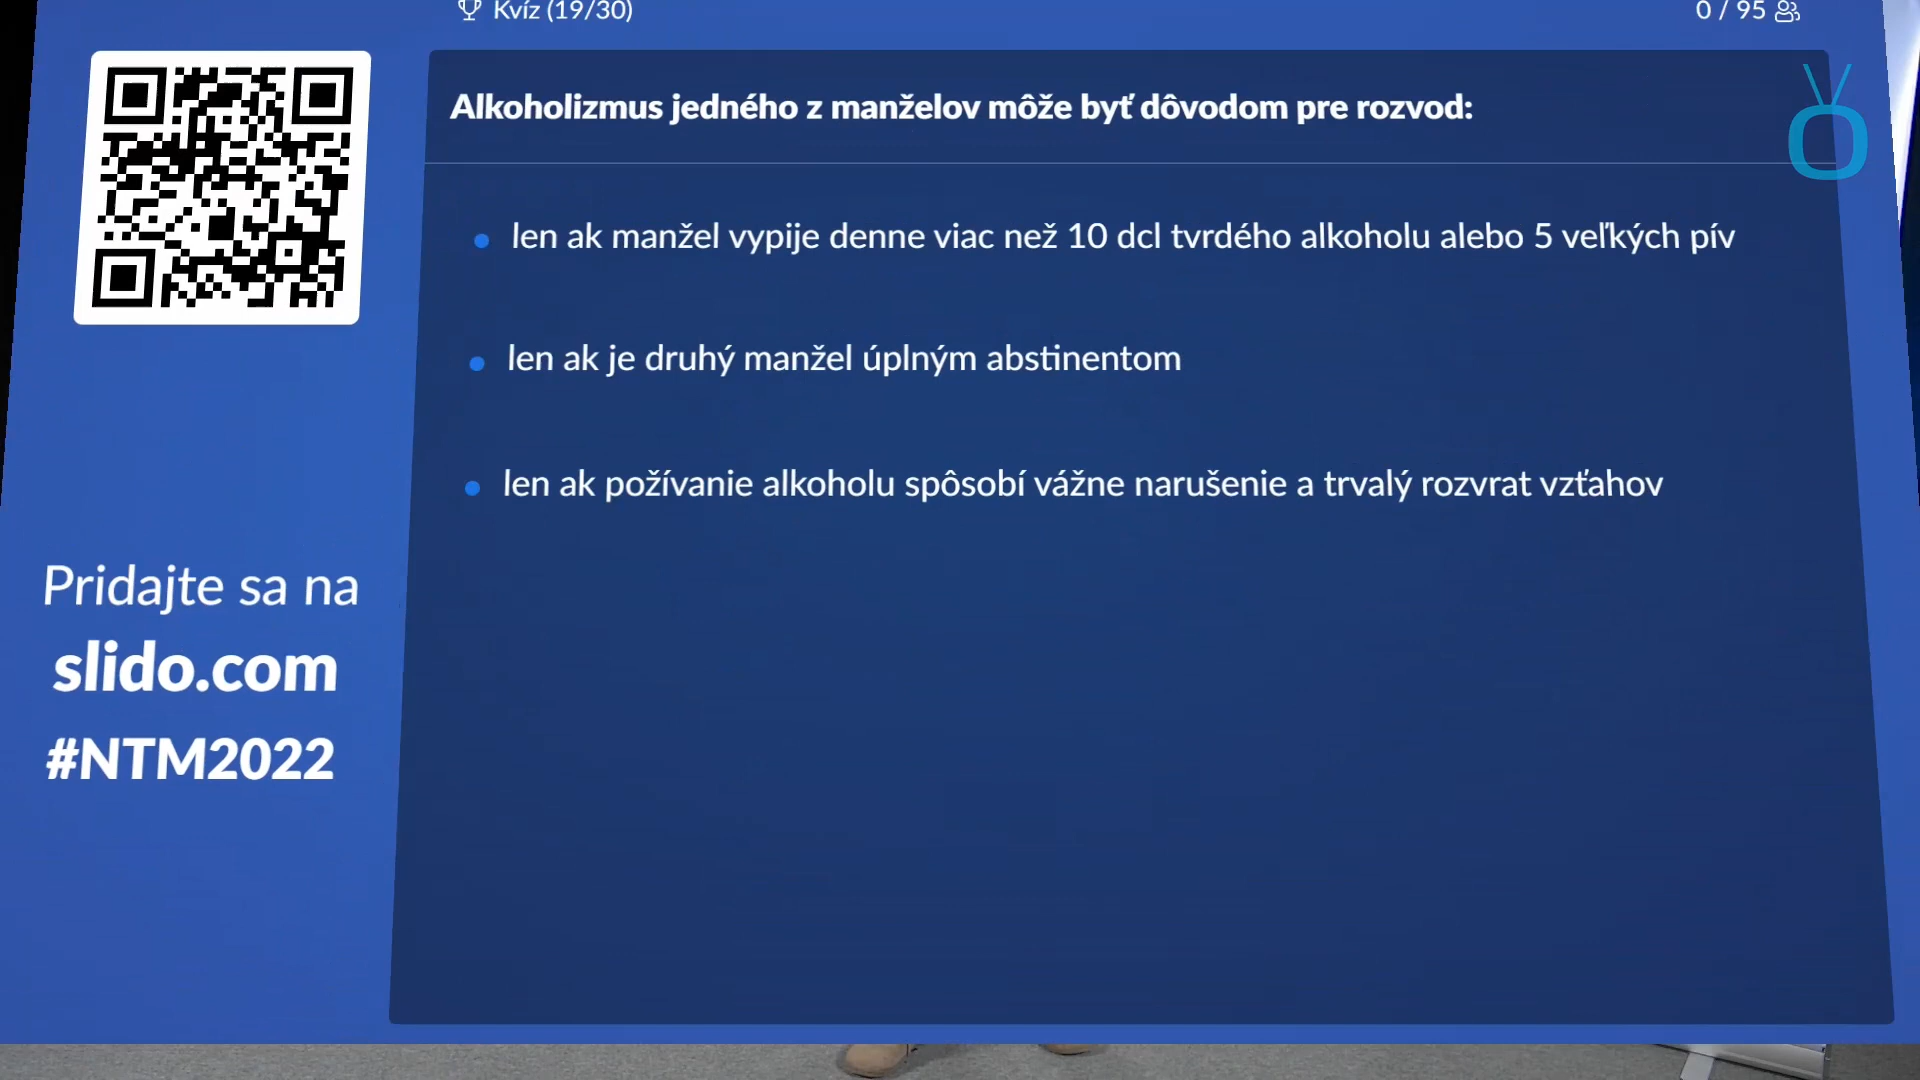 Kvíz (19/30)
0 / 95
Alkoholizmus jedného z manželov môže byť dôvodom pre rozvod:
len ak manžel vypije denne viac než 10 dcl tvrdého alkoholu alebo 5 veľkých pív
len ak je druhý manžel úplným abstinentom
len ak požívanie alkoholu spôsobí vážne narušenie a trvalý rozvrat vzťahov
Pridajte sa na
slido.com
#NTM2022